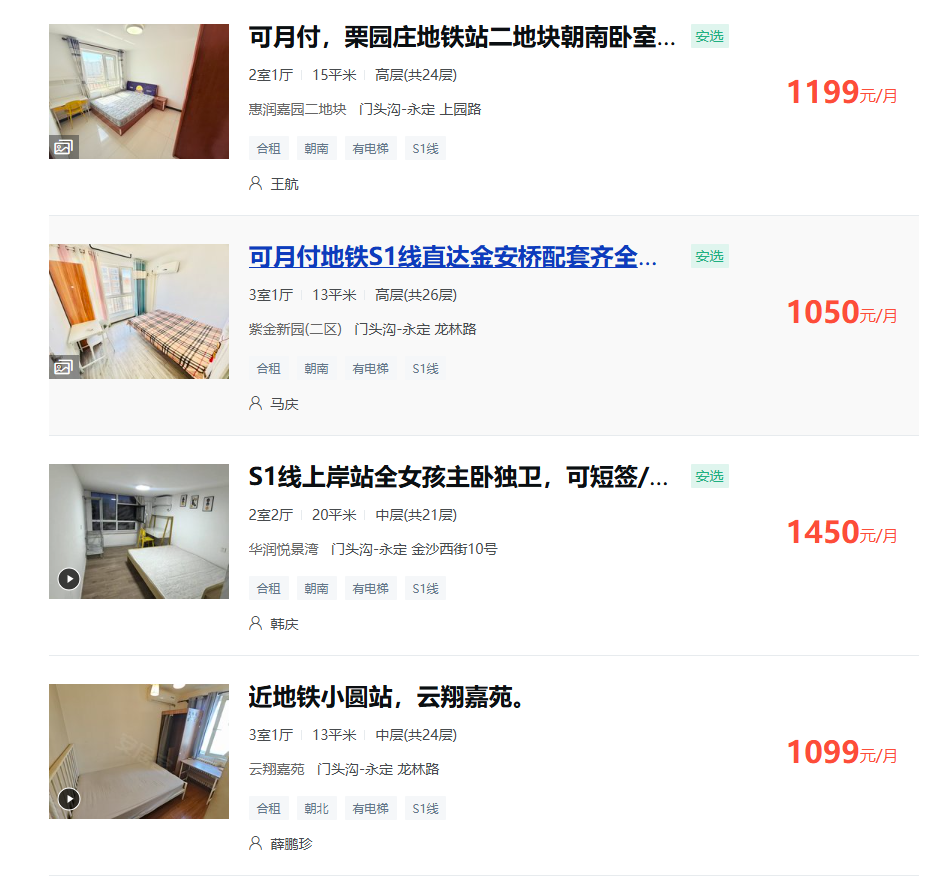 可月付，栗园庄地铁站二地块朝南卧室... 安选
2室1厅 15平米 高层(共24层)
1199元/月
惠润嘉园二地块 门头沟-永定 上园路
合租 朝南 有电梯 S1线
王航
可月付地铁S1线直达金安桥配套齐全... 安选
3室1厅 13平米 高层(共26层)
1050元/月
紫金新园(二区) 门头沟-永定 龙林路
合租 朝南 有电梯 S1线
马庆
S1线上岸站全女孩主卧独卫，可短签/... 安选
2室2厅 20平米 中层(共21层)
1450元/月
华润悦景湾 门头沟-永定 金沙西街10号
合租 朝南 有电梯 S1线
韩庆
近地铁小圆站，云翔嘉苑。
3室1厅 13平米 中层(共24层)
1099元/月
云翔嘉苑 门头沟-永定 龙林路
合租 朝北 有电梯 S1线
薛鹏珍